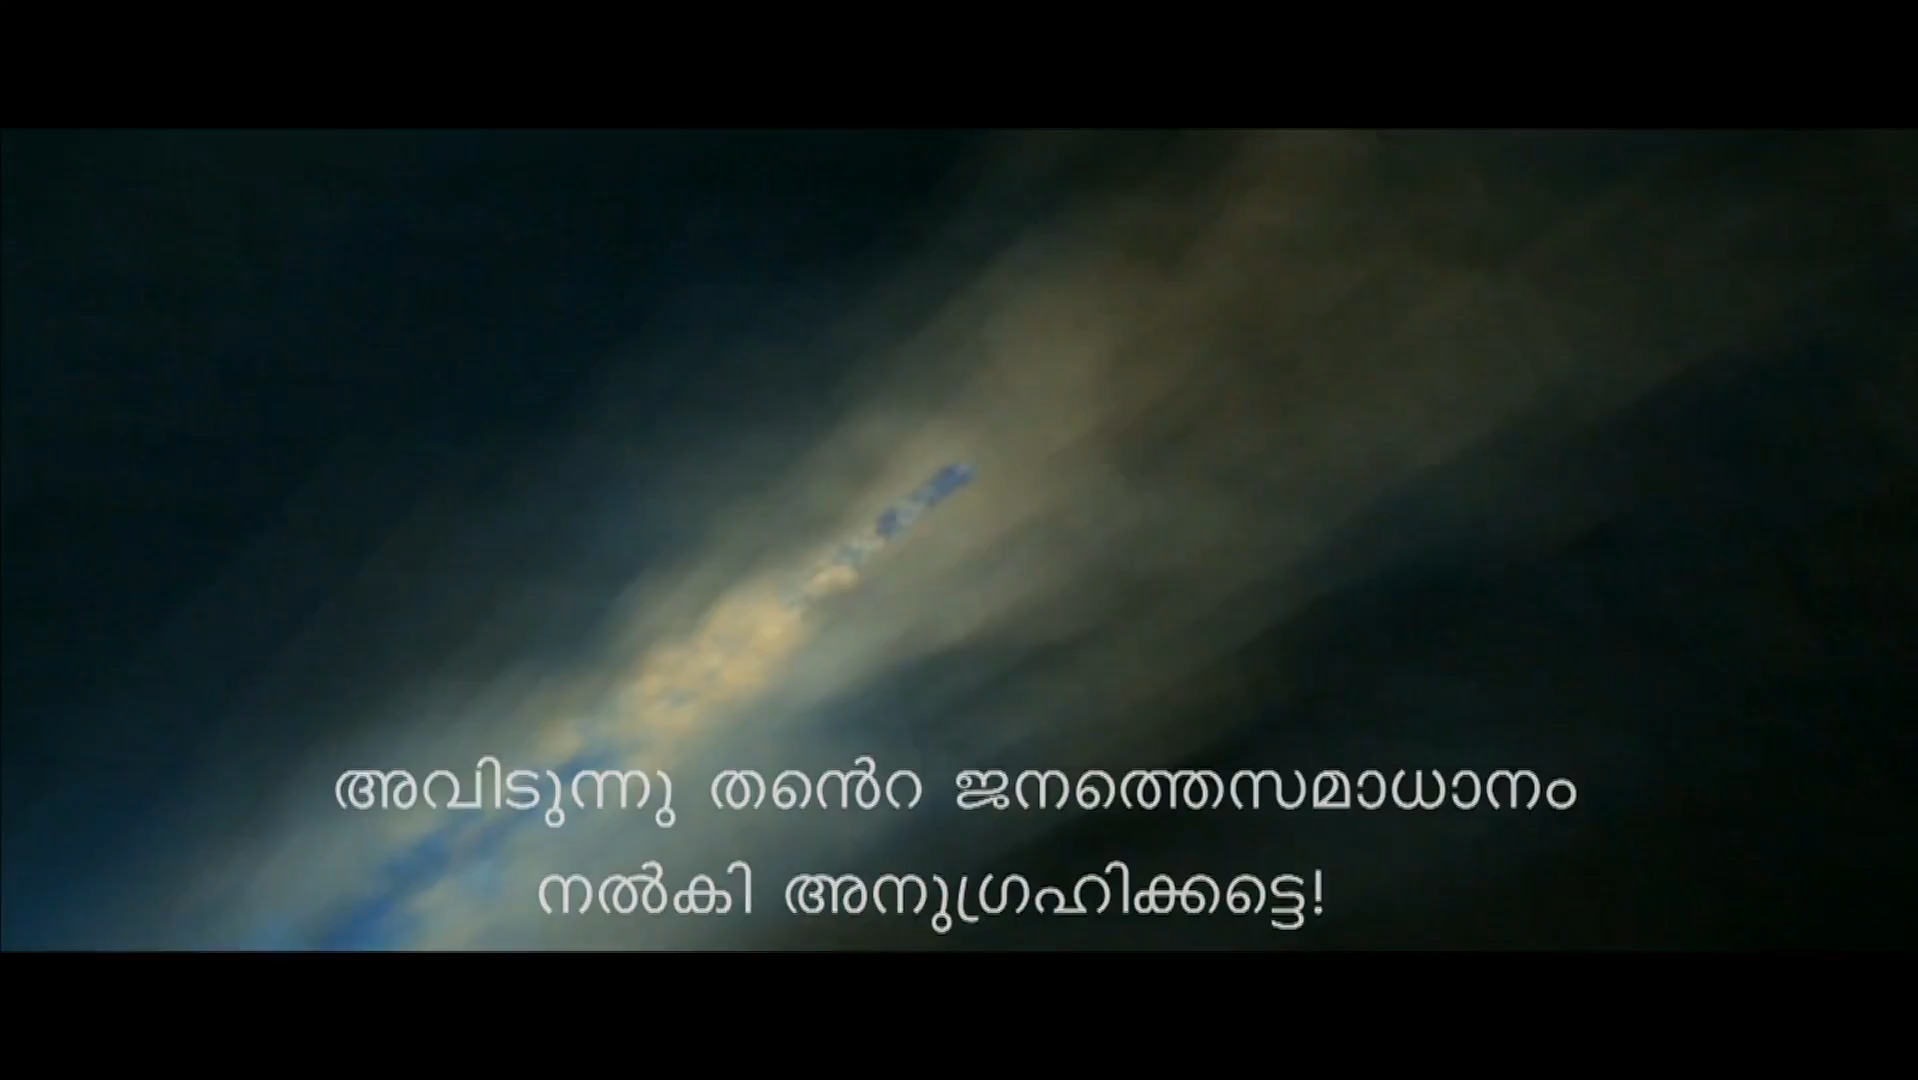 അവിടുന്നു തൻെറ ജനത്തെസമാധാനം
നൽകി അനുഗ്രഹിക്കട്ടെ!